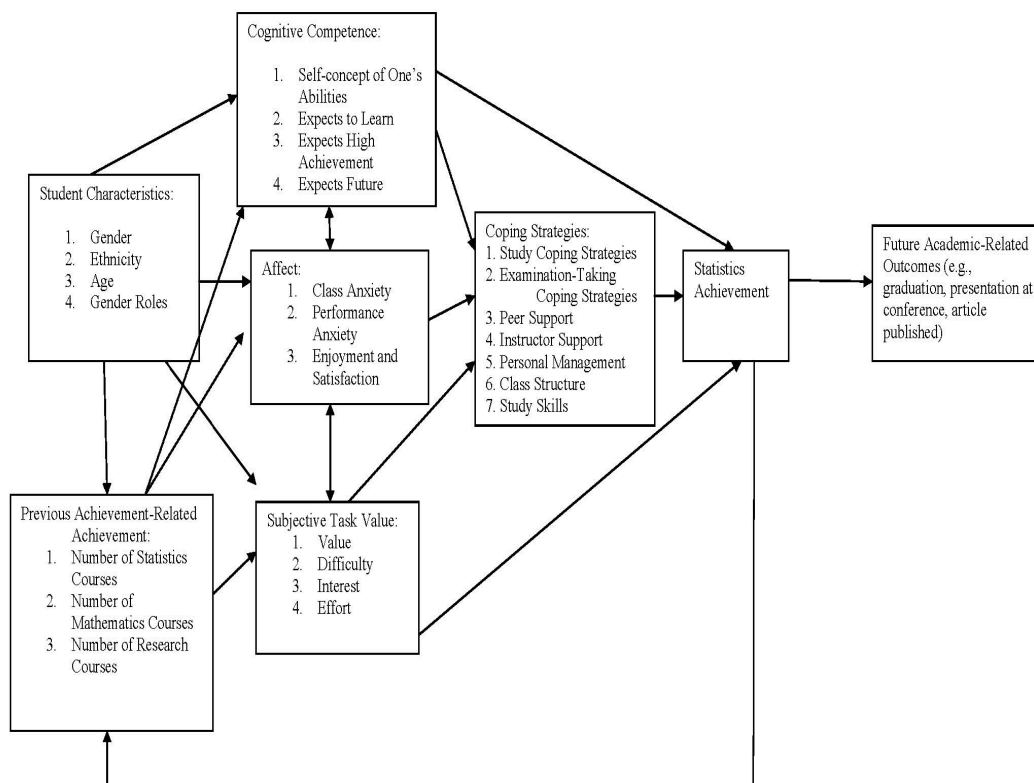 Cognitive Competence:
1. Self-concept of One's
Abilities
2. Expects to Learn
3. Expects High
Achievement
4. Expects Future
Student Characteristics:
1. Gender
2. Ethnicity
3. Age
4. Gender Roles
Affect:
1. Class Anxiety
2. Performance
Anxiety
3. Enjoyment and
Satisfaction
Coping Strategies:
1. Study Coping Strategies
2. Examination-Taking
Coping Strategies
3. Peer Support
4. Instructor Support
5. Personal Management
6. Class Structure
7. Study Skills
Statistics
Achievement
Future Academic-Related
Outcomes (e.g.,
graduation, presentation at
conference, article
published)
Previous Achievement-Related
Achievement:
1. Number of Statistics
Courses
2. Number of
Mathematics Courses
3. Number of Research
Courses
Subjective Task Value:
1. Value
2. Difficulty
3. Interest
4. Effort